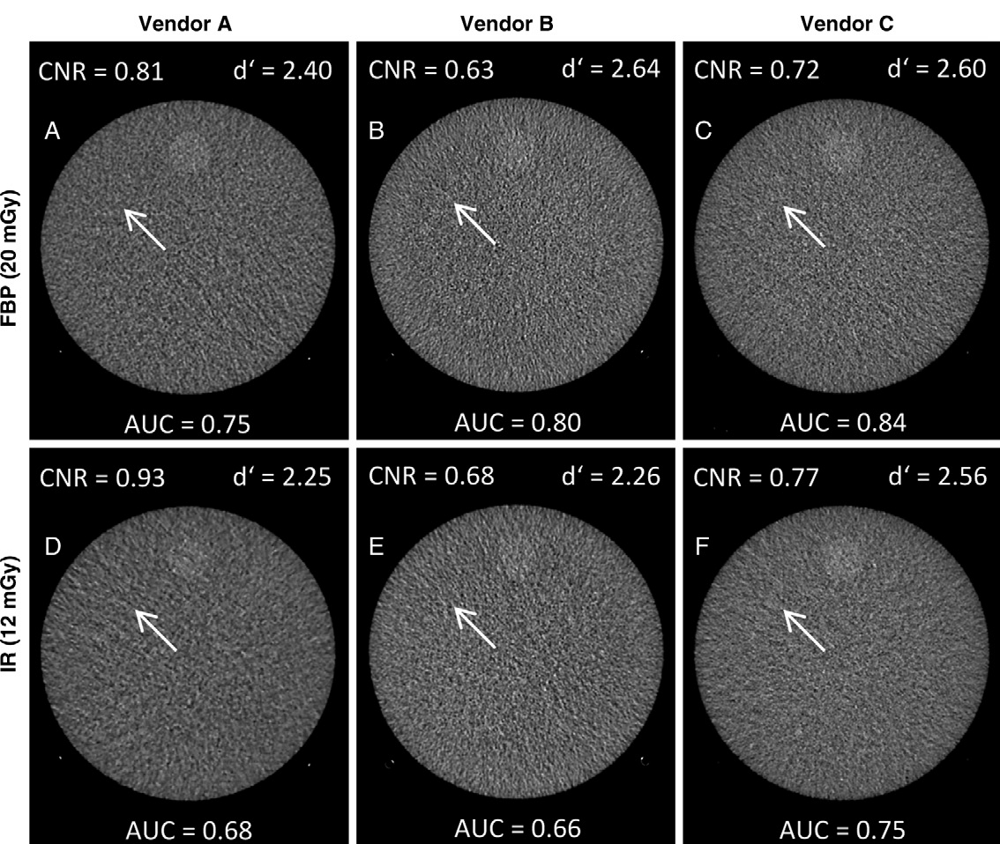 Vendor A
Vendor B
Vendor C
FBP (20 mGy)
CNR = 0.81
d‘ = 2.40
A
AUC = 0.75
CNR = 0.63
d‘ = 2.64
B
AUC = 0.80
CNR = 0.72
d‘ = 2.60
C
AUC = 0.84
IR (12 mGy)
CNR = 0.93
d‘ = 2.25
D
AUC = 0.68
CNR = 0.68
d‘ = 2.26
E
AUC = 0.66
CNR = 0.77
d‘ = 2.56
F
AUC = 0.75